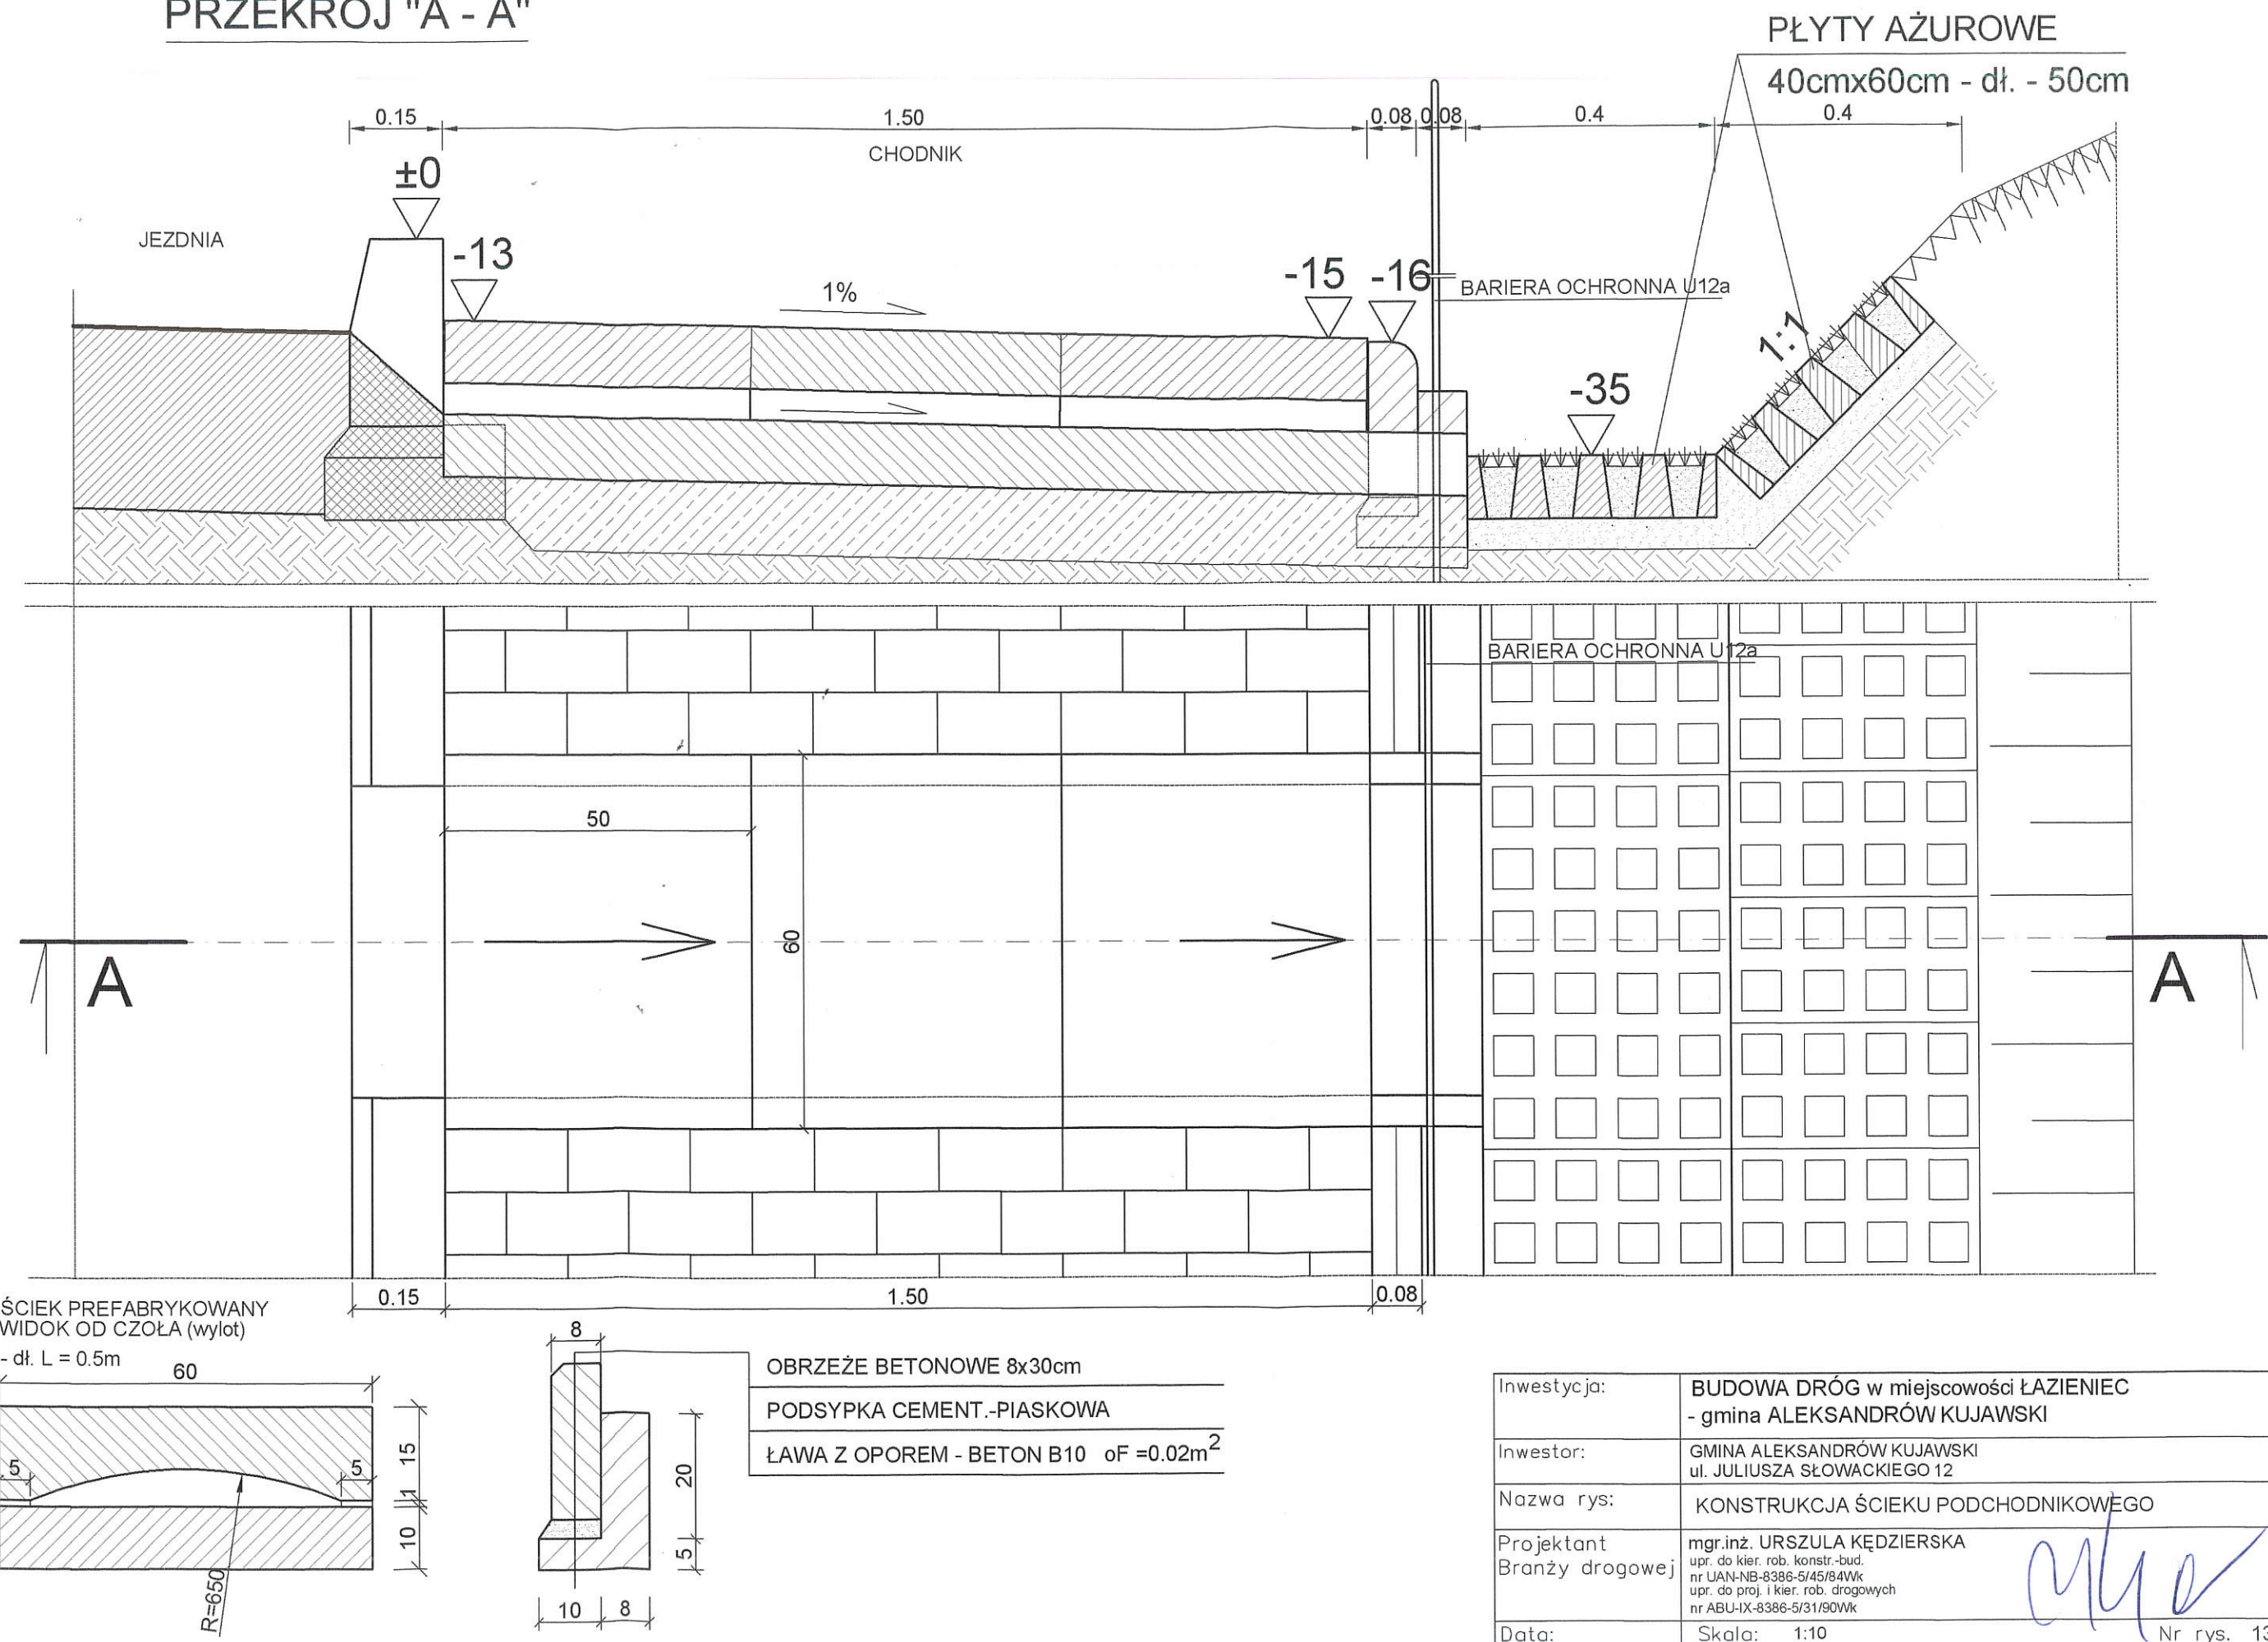 PRZEKRÓJ "A - A"
PŁYTY AŻUROWE
40cmx60cm - dł. - 50cm
0.15
1.50
0.08
0.08
0.4
0.4
CHODNIK
±0
JEZDNIA
-13
1%
-15
-16
BARIERA OCHRONNA U12a
-35
1:1
BARIERA OCHRONNA U12a
50
60
A
A
0.15
1.50
0.08
ŚCIEK PREFABRYKOWANY
WIDOK OD CZOŁA (wylot)
- dł. L = 0.5m
60
5
5
15
1
10
R=650
8
20
5
10
8
OBRZEŻE BETONOWE 8x30cm
PODSYPKA CEMENT.-PIASKOWA
ŁAWA Z OPOREM - BETON B10 oF =0.02m²
Inwestycja:
BUDOWA DRÓG w miejscowości ŁAZIENIEC
- gmina ALEKSANDRÓW KUJAWSKI
Inwestor:
GMINA ALEKSANDRÓW KUJAWSKI
ul. JULIUSZA SŁOWACKIEGO 12
Nazwa rys:
KONSTRUKCJA ŚCIEKU PODCHODNIKOWEGO
Projektant
Branży drogowej
mgr.inż. URSZULA KĘDZIERSKA
upr. do kier. rob. konstr.-bud.
nr UAN-NB-8386-5/45/84Wk
upr. do proj. i kier. rob. drogowych
nr ABU-IX-8386-5/31/90Wk
Data:
Skala: 1:10
Nr rys. 13